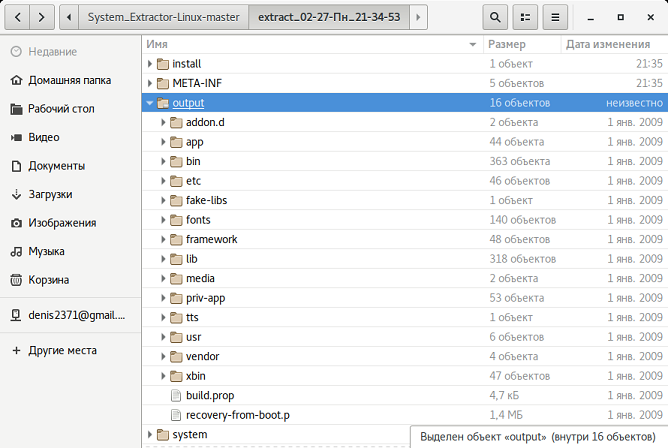 System_Extractor-Linux-master extract_02-27-Пн_21-34-53
Имя Размер Дата изменения
Недавние
Домашняя папка
Рабочий стол
Видео
Документы
Загрузки
Изображения
Музыка
Корзина
denis2371@gmail....
Другие места
install 1 объект 21:35
META-INF 5 объектов 21:35
output 16 объектов неизвестно
addon.d 2 объекта 1 янв. 2009
app 44 объекта 1 янв. 2009
bin 363 объекта 1 янв. 2009
etc 46 объектов 1 янв. 2009
fake-libs 1 объект 1 янв. 2009
fonts 140 объектов 1 янв. 2009
framework 48 объектов 1 янв. 2009
lib 318 объектов 1 янв. 2009
media 2 объекта 1 янв. 2009
priv-app 53 объекта 1 янв. 2009
tts 1 объект 1 янв. 2009
usr 6 объектов 1 янв. 2009
vendor 4 объекта 1 янв. 2009
xbin 47 объектов 1 янв. 2009
build.prop 4,7 кБ 1 янв. 2009
recovery-from-boot.p 1,4 МБ 1 янв. 2009
system
Выделен объект «output» (внутри 16 объектов)